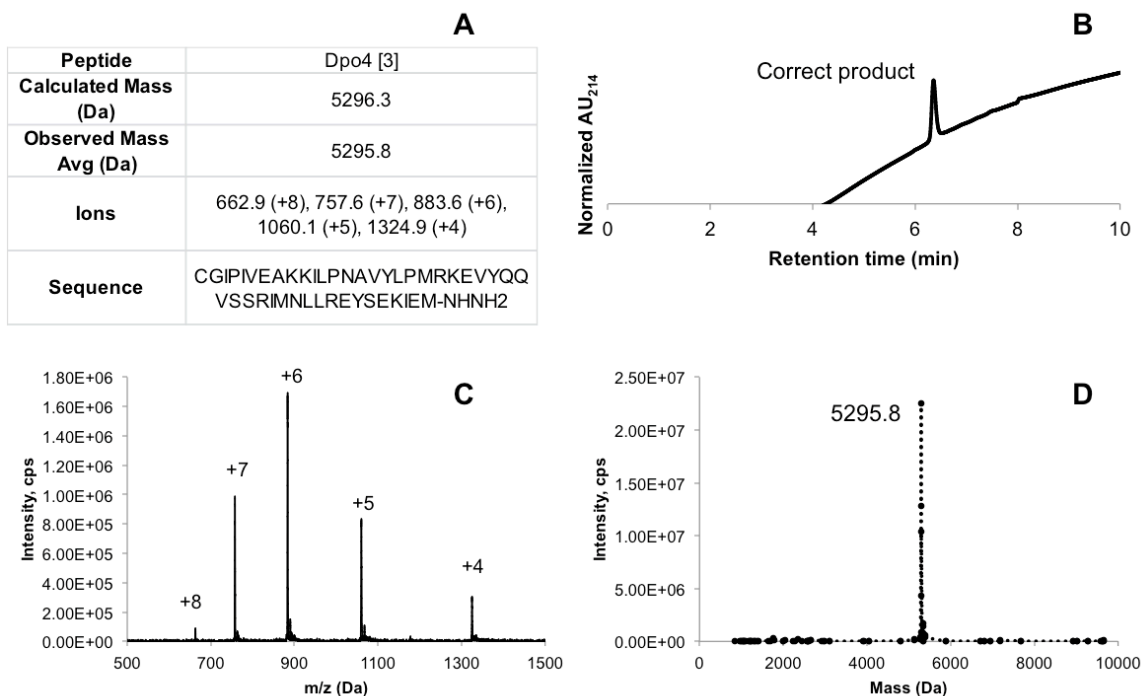 A
Peptide
Dpo4 [3]
Calculated Mass
(Da)
5296.3
Observed Mass
Avg (Da)
5295.8
Ions
662.9 (+8), 757.6 (+7), 883.6 (+6),
1060.1 (+5), 1324.9 (+4)
Sequence
CGIPIVEAKKILPNAVYLPMRKEVYQQ
VSSRIMNLLREYSEKIEM-NHNH2
B
Correct product
Normalized AU214
0 2 4 6 8 10
Retention time (min)
C
1.80E+06
1.60E+06
1.40E+06
1.20E+06
1.00E+06
8.00E+05
6.00E+05
4.00E+05
2.00E+05
0.00E+00
Intensity, cps
+8
+7
+6
+5
+4
500 700 900 1100 1300 1500
m/z (Da)
D
2.50E+07
2.00E+07
1.50E+07
1.00E+07
5.00E+06
0.00E+00
Intensity, cps
5295.8
0 2000 4000 6000 8000 10000
Mass (Da)